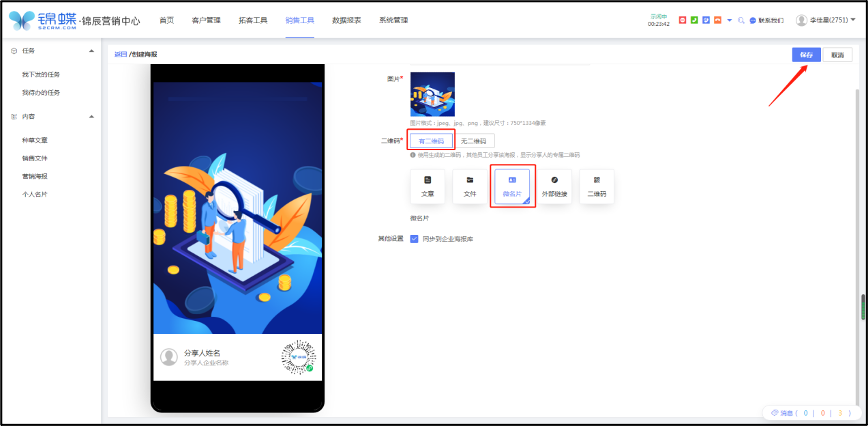 锦蝶 SCERM.COM ·锦辰营销中心 首页 客户管理 拓客工具 销售工具 数据报表 系统管理 示闲中 00:23:42 联系我们 李佳星(2751)
任务
我下发的任务
我待办的任务
内容
种草文章
销售文件
营销海报
个人名片
返回 /创建海报 保存 取消
图片*
图片格式：jpeg、jpg、png，建议尺寸：750*1334像素
二维码* 有二维码 无二维码
使用生成的二维码，其他员工分享该海报，显示分享人的专属二维码
文章 文件 微名片 外部链接 二维码
微名片
其他设置 同步到企业海报库
分享人姓名
分享人企业名称
消息 ( 0 | 0 | 3 )